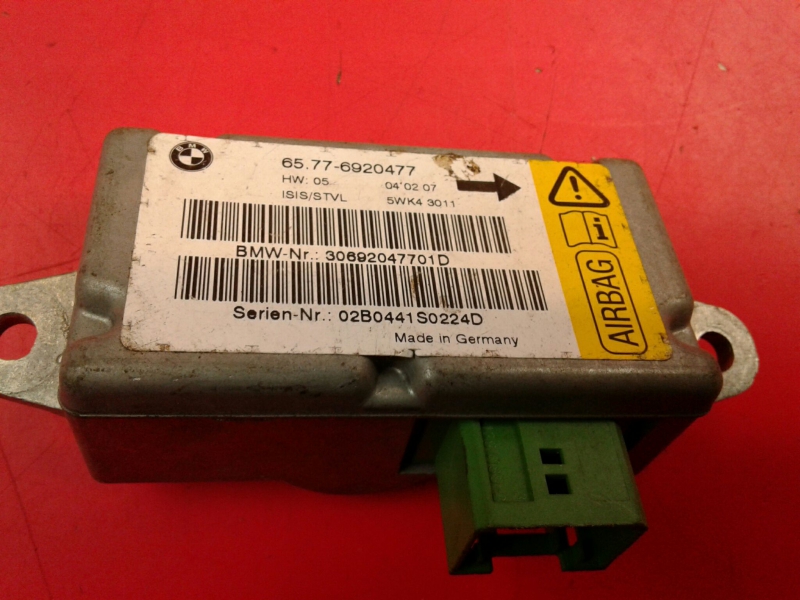 BMW
65.77-6920477
HW: 05 04'02 07
ISIS/STVL 5WK4 3011
BMW-Nr.: 30692047701D
Serien-Nr.: 02B0441S0224D
Made in Germany
AIRBAG